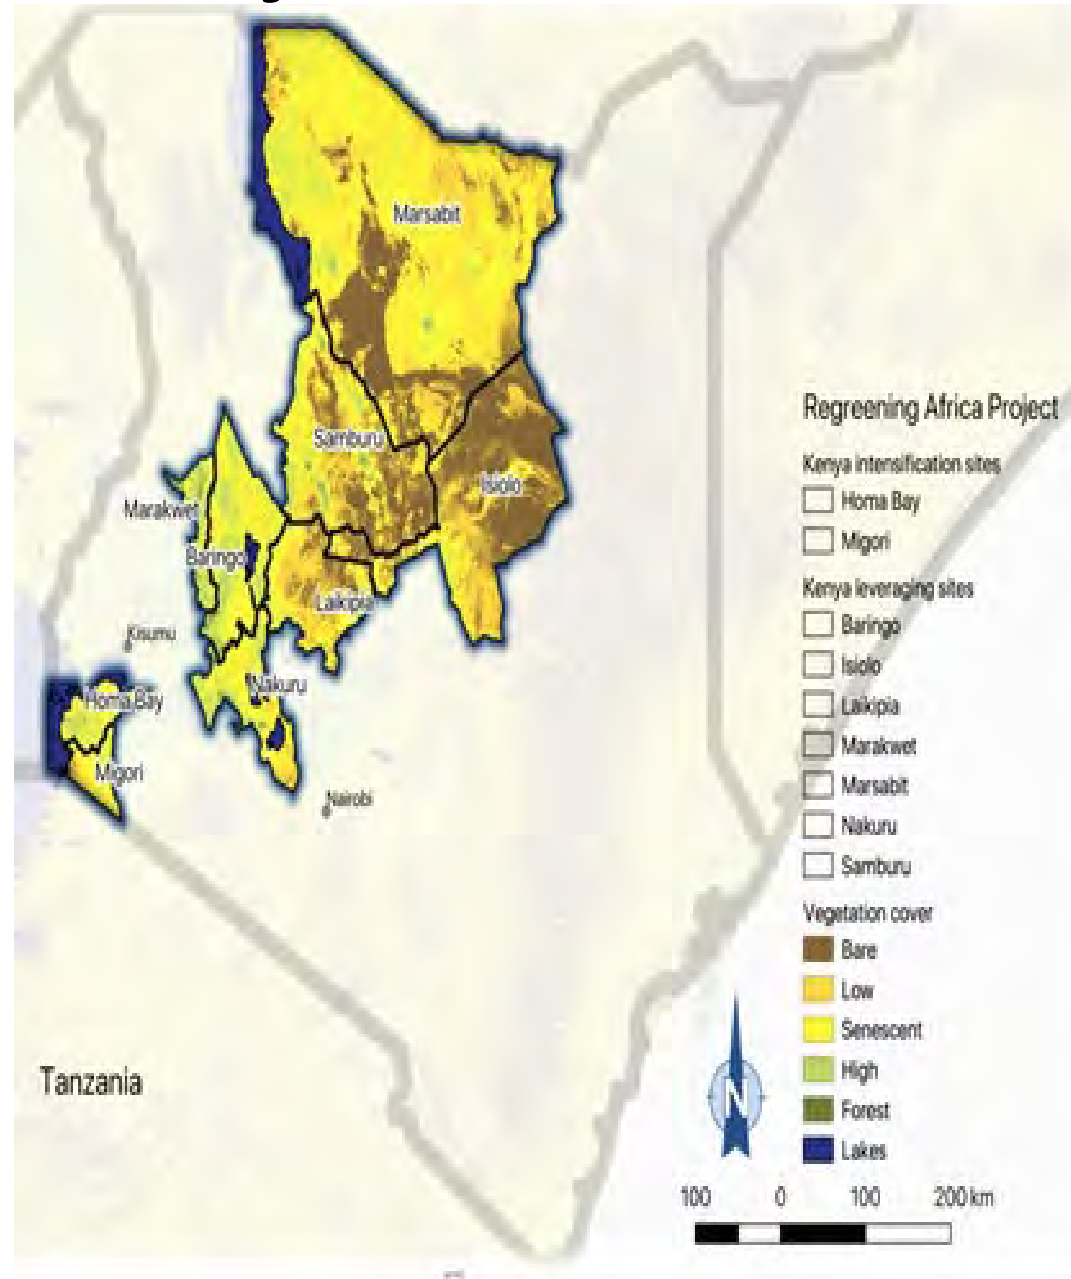 Marsabit
Samburu
Isiolo
Marakwet
Baringo
Laikipia
Kisumu
Nakuru
Homa Bay
Migori
Nairobi
Tanzania
Regreening Africa Project
Kenya intensification sites
Homa Bay
Migori
Kenya leveraging sites
Baringo
Isiolo
Laikipia
Marakwet
Marsabit
Nakuru
Samburu
Vegetation cover
Bare
Low
Senescent
High
Forest
Lakes
N
100 0 100 200 km